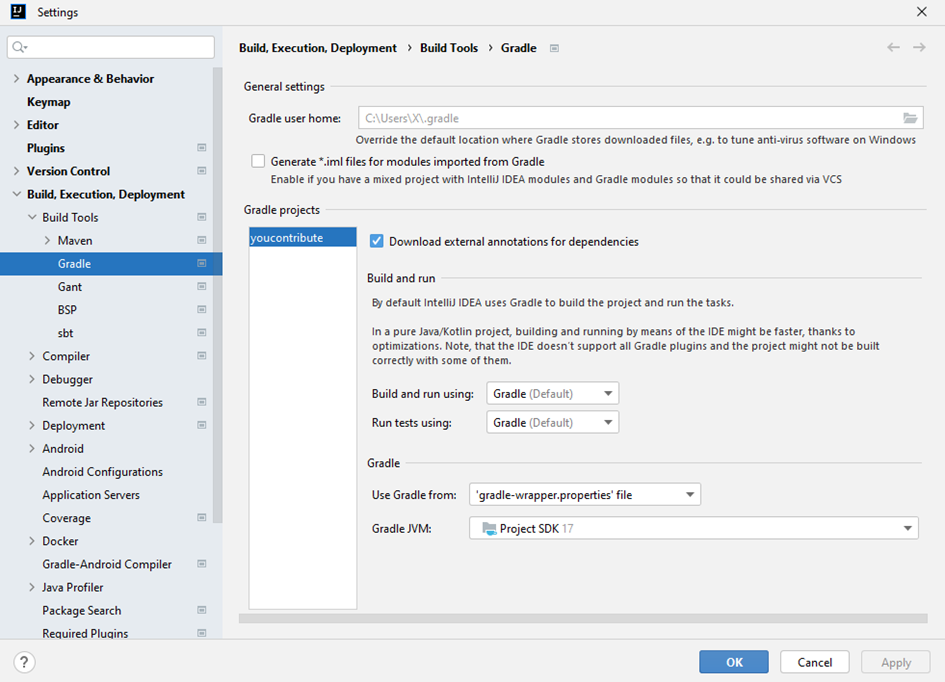 Settings
Appearance & Behavior
Keymap
Editor
Plugins
Version Control
Build, Execution, Deployment
Build Tools
Maven
Gradle
Gant
BSP
sbt
Compiler
Debugger
Remote Jar Repositories
Deployment
Android
Android Configurations
Application Servers
Coverage
Docker
Gradle-Android Compiler
Java Profiler
Package Search
Required Plugins
Build, Execution, Deployment › Build Tools › Gradle
General settings
Gradle user home: C:\Users\X\.gradle
Override the default location where Gradle stores downloaded files, e.g. to tune anti-virus software on Windows
Generate *.iml files for modules imported from Gradle
Enable if you have a mixed project with IntelliJ IDEA modules and Gradle modules so that it could be shared via VCS
Gradle projects
youcontribute
Download external annotations for dependencies
Build and run
By default IntelliJ IDEA uses Gradle to build the project and run the tasks.
In a pure Java/Kotlin project, building and running by means of the IDE might be faster, thanks to
optimizations. Note, that the IDE doesn't support all Gradle plugins and the project might not be built
correctly with some of them.
Build and run using: Gradle (Default)
Run tests using: Gradle (Default)
Gradle
Use Gradle from: 'gradle-wrapper.properties' file
Gradle JVM: Project SDK 17
? OK Cancel Apply